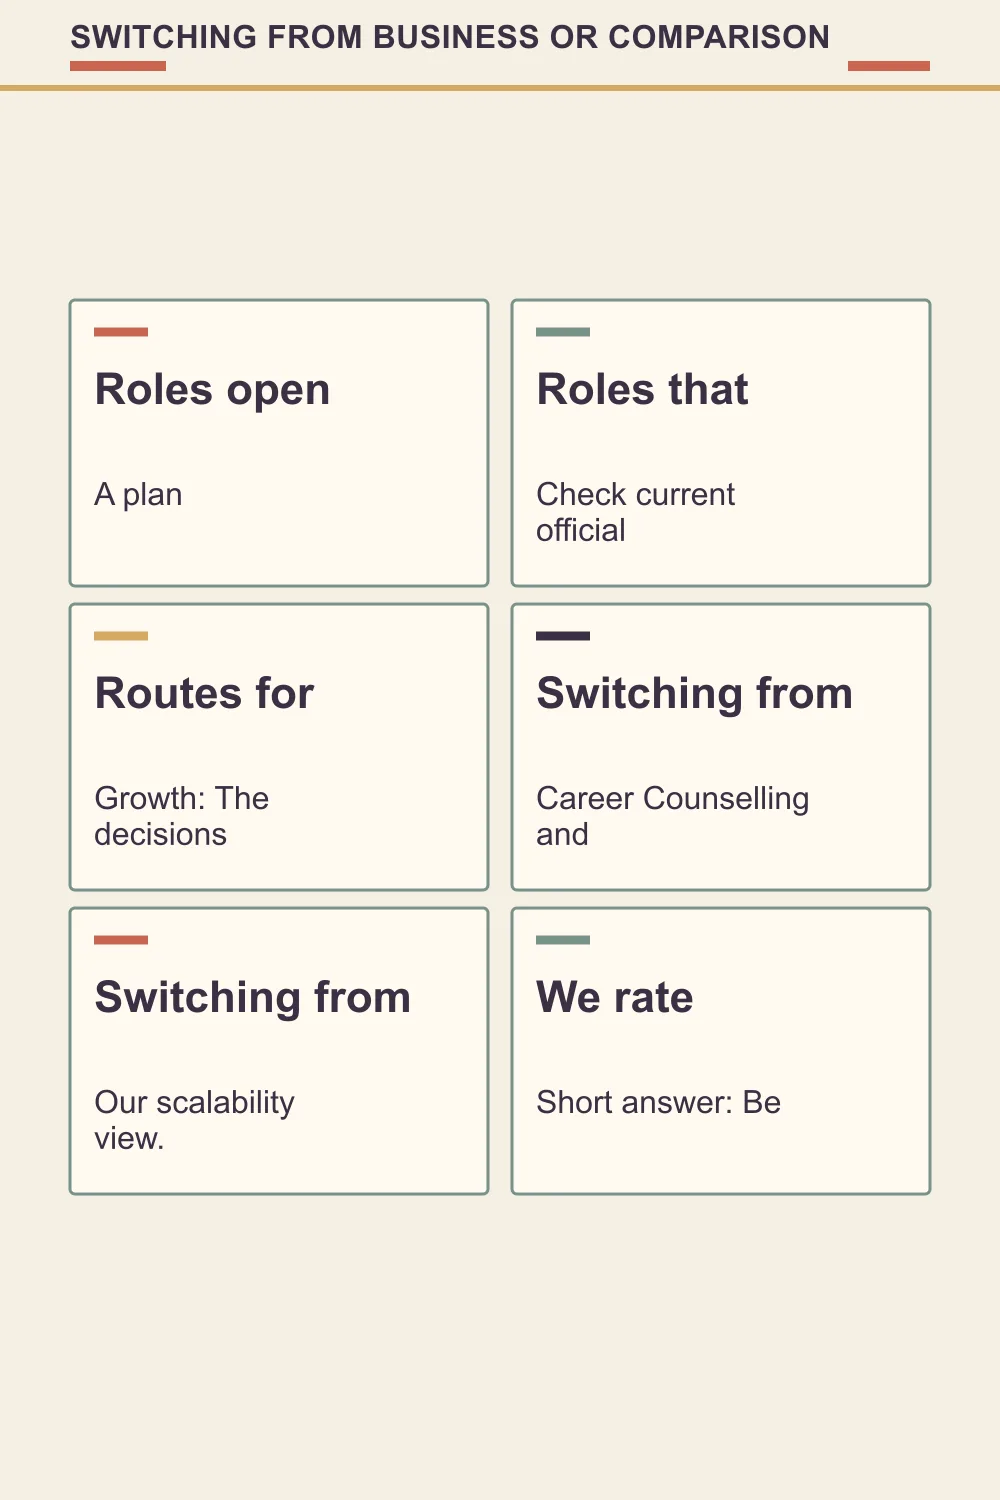 SWITCHING FROM BUSINESS OR COMPARISON
Roles open
A plan
Roles that
Check current
official
Routes for
Growth: The
decisions
Switching from
Career Counselling
and
Switching from
Our scalability
view.
We rate
Short answer: Be